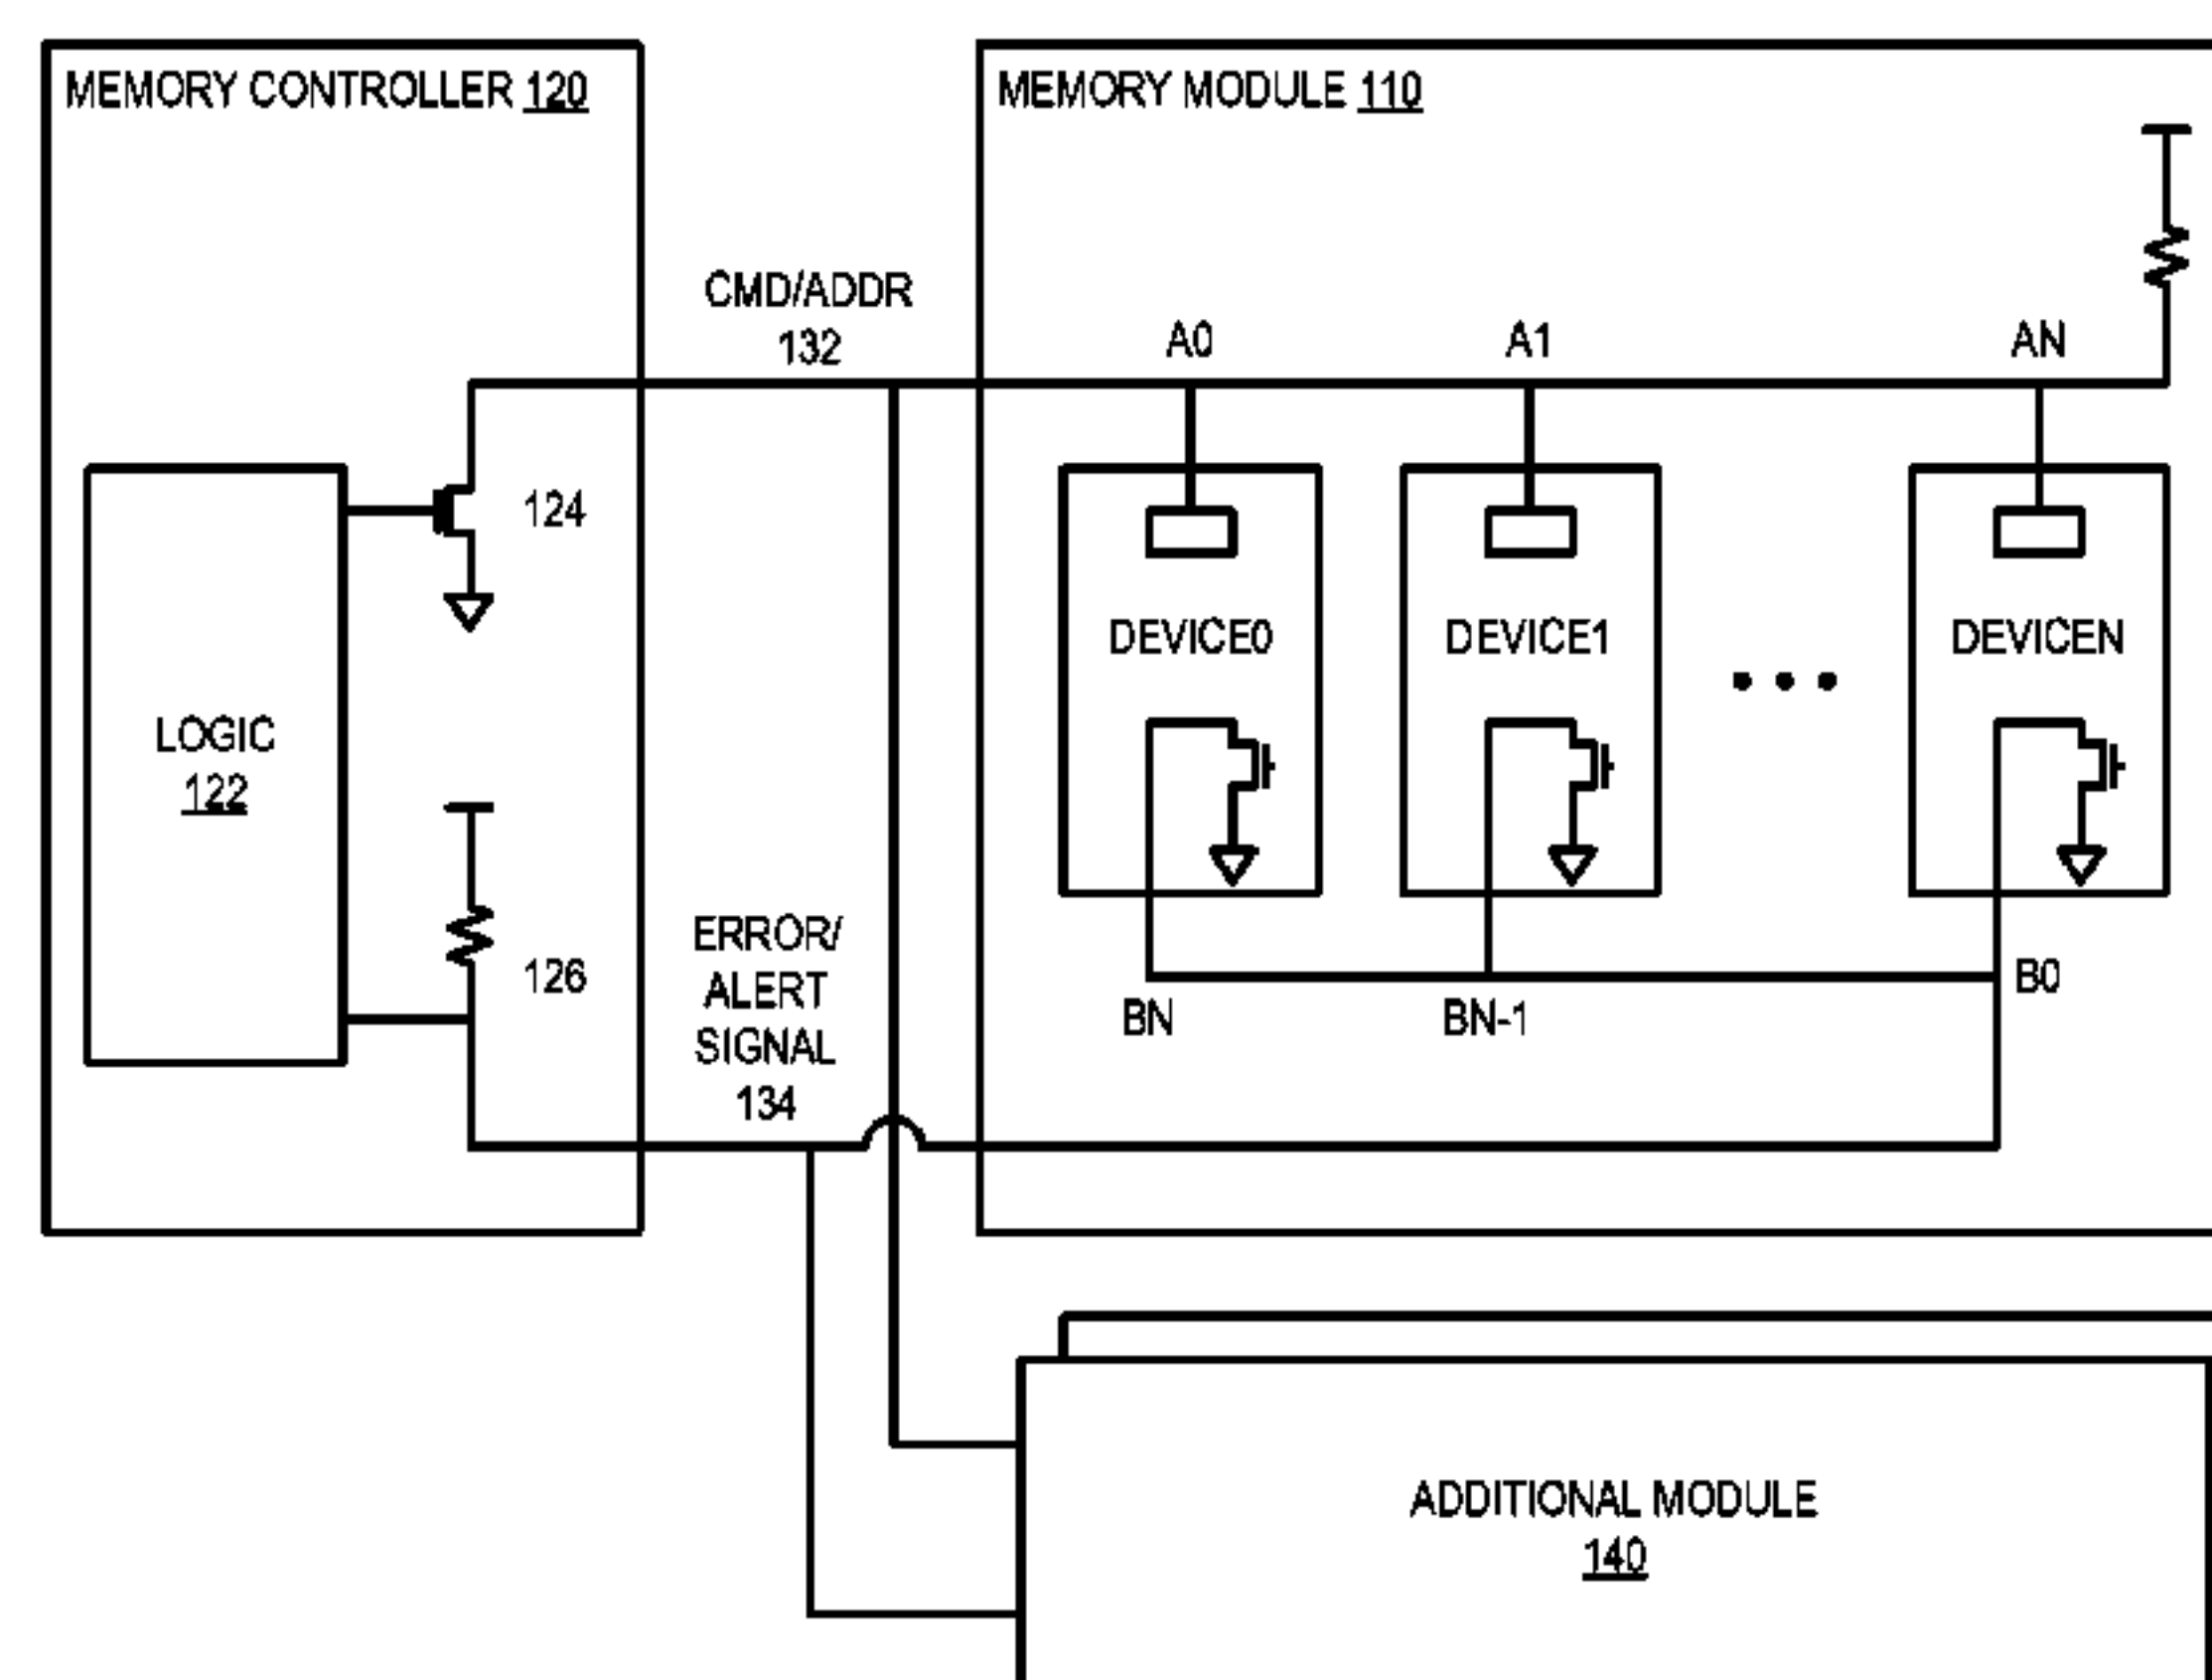 MEMORY CONTROLLER 120
MEMORY MODULE 110
CMD/ADDR
132
A0
A1
AN
124
DEVICE0
DEVICE1
DEVICEN
LOGIC
122
126
ERROR/
ALERT
SIGNAL
134
BN
BN-1
B0
ADDITIONAL MODULE
140